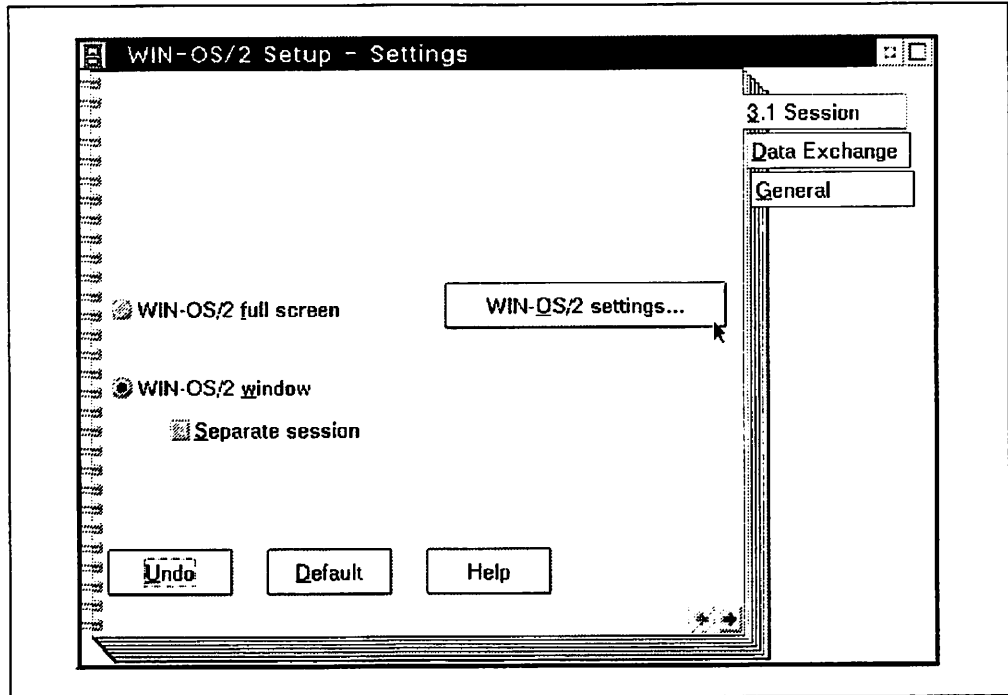 WIN-OS/2 Setup - Settings
3.1 Session
Data Exchange
General
WIN-OS/2 full screen
WIN-OS/2 settings...
WIN-OS/2 window
Separate session
Undo
Default
Help